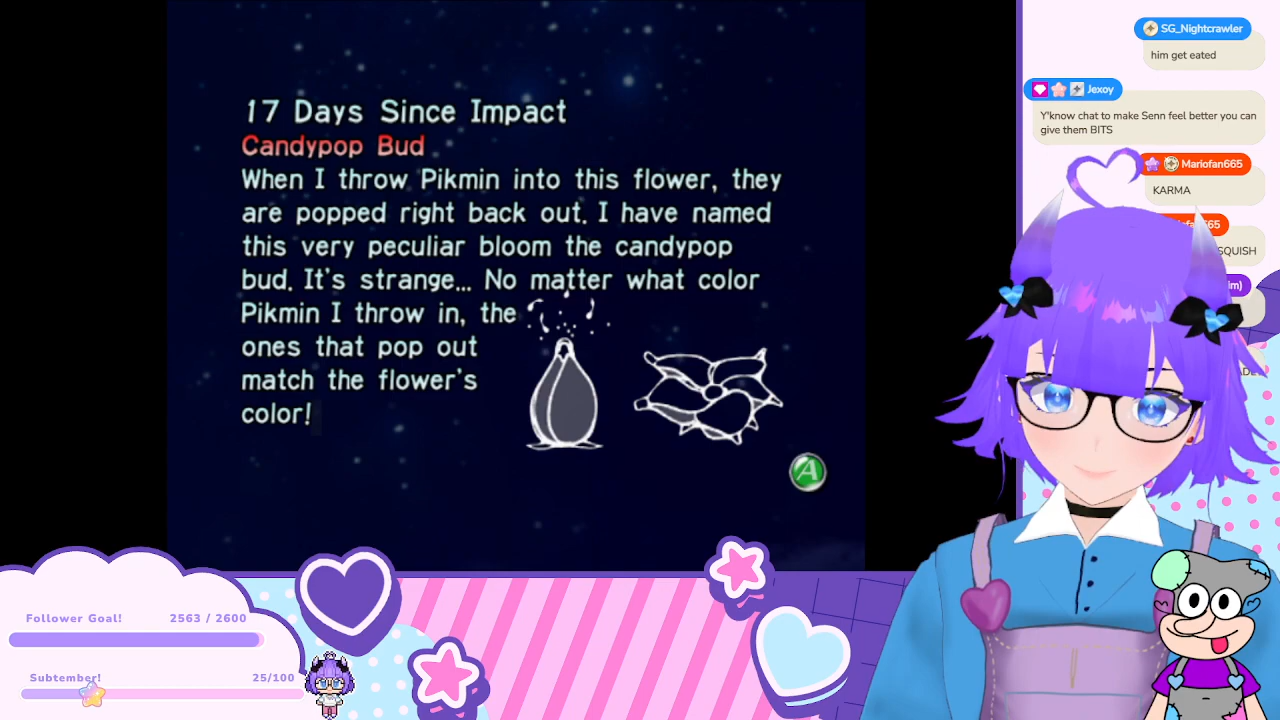 17 Days Since Impact
Candypop Bud
When I throw Pikmin into this flower, they
are popped right back out. I have named
this very peculiar bloom the candypop
bud. It's strange... No matter what color
Pikmin I throw in, the
ones that pop out
match the flower's
color!
A
SG_Nightcrawler
him get eated
Jexoy
Y'know chat to make Senn feel better you can
give them BITS
Mariofan665
KARMA
SQUISH
Follower Goal! 2563 / 2600
Subtember! 25/100